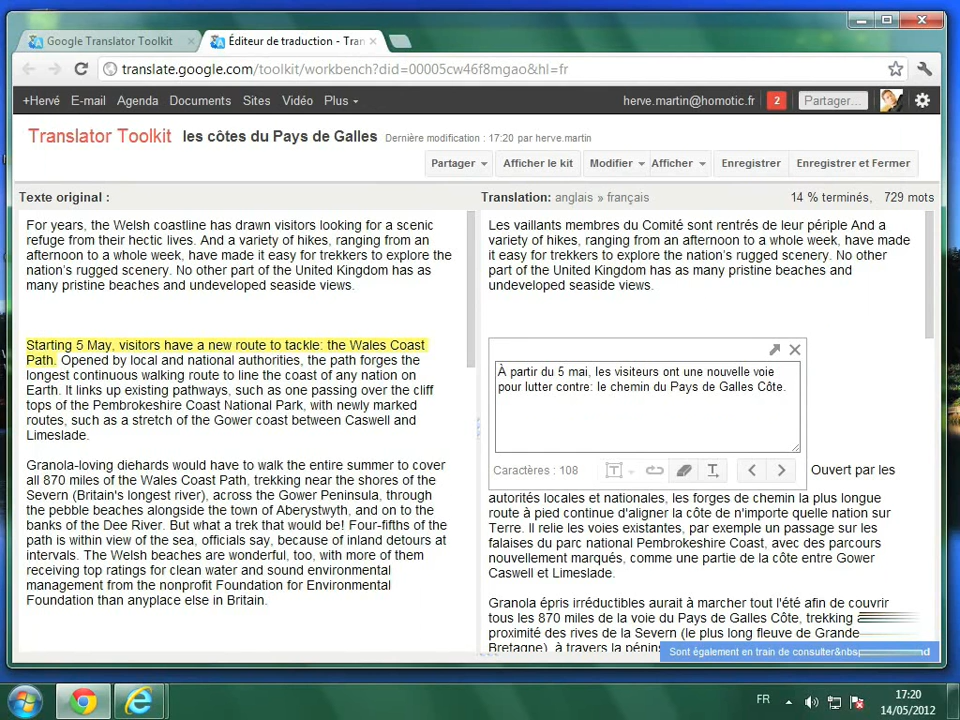 Google Translator Toolkit
Éditeur de traduction - Tran
translate.google.com/toolkit/workbench?did=00005cw46f8mgao&hl=fr
+Hervé E-mail Agenda Documents Sites Vidéo Plus
herve.martin@homotic.fr 2 Partager...
Translator Toolkit les côtes du Pays de Galles Dernière modification : 17:20 par herve.martin
Partager Afficher le kit Modifier Afficher Enregistrer Enregistrer et Fermer
Texte original :
For years, the Welsh coastline has drawn visitors looking for a scenic
refuge from their hectic lives. And a variety of hikes, ranging from an
afternoon to a whole week, have made it easy for trekkers to explore the
nation's rugged scenery. No other part of the United Kingdom has as
many pristine beaches and undeveloped seaside views.
Starting 5 May, visitors have a new route to tackle: the Wales Coast
Path. Opened by local and national authorities, the path forges the
longest continuous walking route to line the coast of any nation on
Earth. It links up existing pathways, such as one passing over the cliff
tops of the Pembrokeshire Coast National Park, with newly marked
routes, such as a stretch of the Gower coast between Caswell and
Limeslade.
Granola-loving diehards would have to walk the entire summer to cover
all 870 miles of the Wales Coast Path, trekking near the shores of the
Severn (Britain's longest river), across the Gower Peninsula, through
the pebble beaches alongside the town of Aberystwyth, and on to the
banks of the Dee River. But what a trek that would be! Four-fifths of the
path is within view of the sea, officials say, because of inland detours at
intervals. The Welsh beaches are wonderful, too, with more of them
receiving top ratings for clean water and sound environmental
management from the nonprofit Foundation for Environmental
Foundation than anyplace else in Britain.
Translation: anglais » français 14 % terminés, 729 mots
Les vaillants membres du Comité sont rentrés de leur périple And a
variety of hikes, ranging from an afternoon to a whole week, have made
it easy for trekkers to explore the nation's rugged scenery. No other
part of the United Kingdom has as many pristine beaches and
undeveloped seaside views.
À partir du 5 mai, les visiteurs ont une nouvelle voie
pour lutter contre: le chemin du Pays de Galles Côte.
Caractères : 108
Ouvert par les
autorités locales et nationales, les forges de chemin la plus longue
route à pied continue d'aligner la côte de n'importe quelle nation sur
Terre. Il relie les voies existantes, par exemple un passage sur les
falaises du parc national Pembrokeshire Coast, avec des parcours
nouvellement marqués, comme une partie de la côte entre Gower
Caswell et Limeslade.
Granola épris irréductibles aurait à marcher tout l'été afin de couvrir
tous les 870 miles de la voie du Pays de Galles Côte, trekking
proximité des rives de la Severn (le plus long fleuve de Grande
Bretagne), à travers la
Sont également en train de consulter&nbsp
FR
17:20
14/05/2012